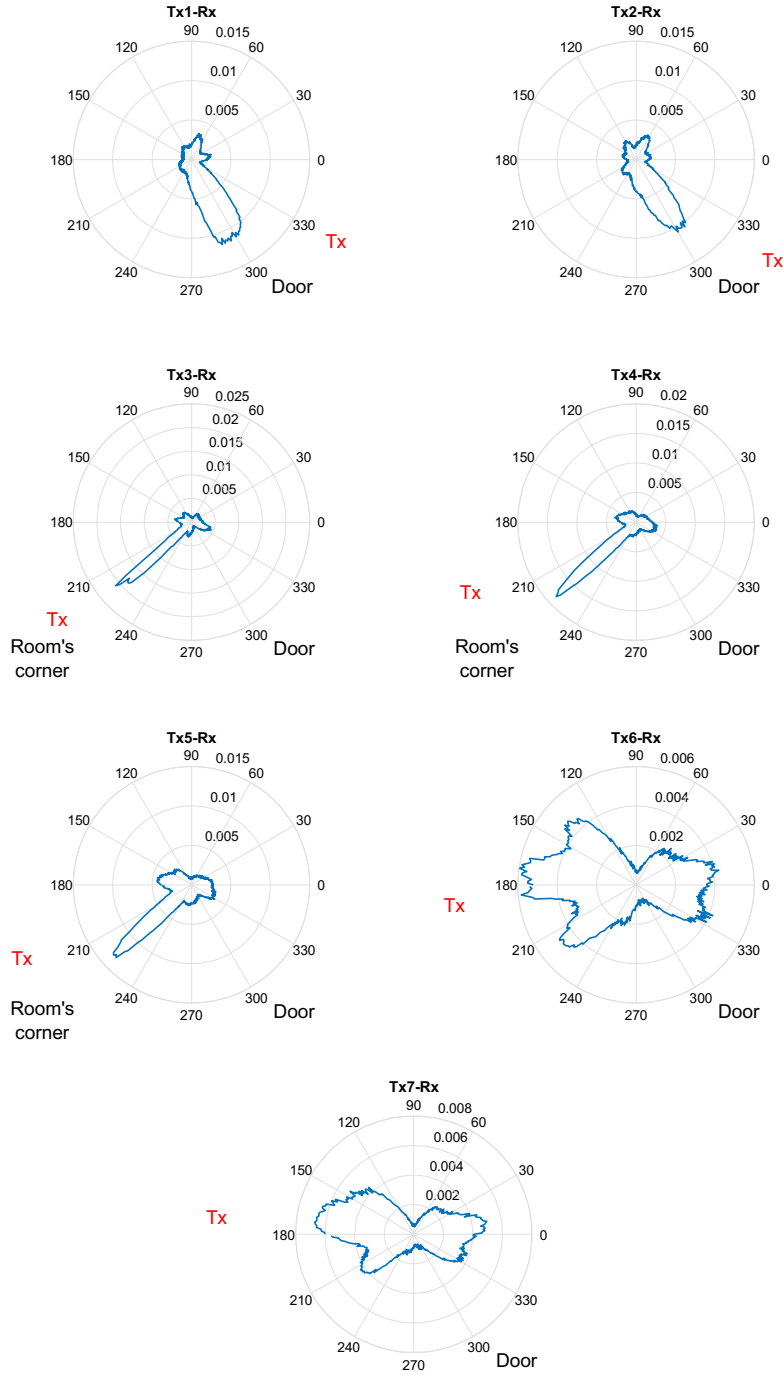 Tx1-Rx
90 0.015
120 60
0.01
150 30
0.005
180 0
210 330
Tx
240 300
270 Door
Tx2-Rx
90 0.015
120 60
0.01
150 30
0.005
180 0
210 330
Tx
240 300
270 Door
Tx3-Rx
90 0.025
120 60
0.02
0.015
150 30
0.01
0.005
180 0
210 330
Tx
240 300
Room's
corner
270 Door
Tx4-Rx
90 0.02
120 60
0.015
150 30
0.01
0.005
180 0
210 330
Tx
240 300
Room's
corner
270 Door
Tx5-Rx
90 0.015
120 60
0.01
150 30
0.005
180 0
210 330
Tx
240 300
Room's
corner
270 Door
Tx6-Rx
90 0.006
120 60
0.004
150 30
0.002
180 0
Tx
210 330
240 300
270 Door
Tx7-Rx
90 0.008
120 60
0.006
150 30
0.004
0.002
Tx
180 0
210 330
240 300
270 Door